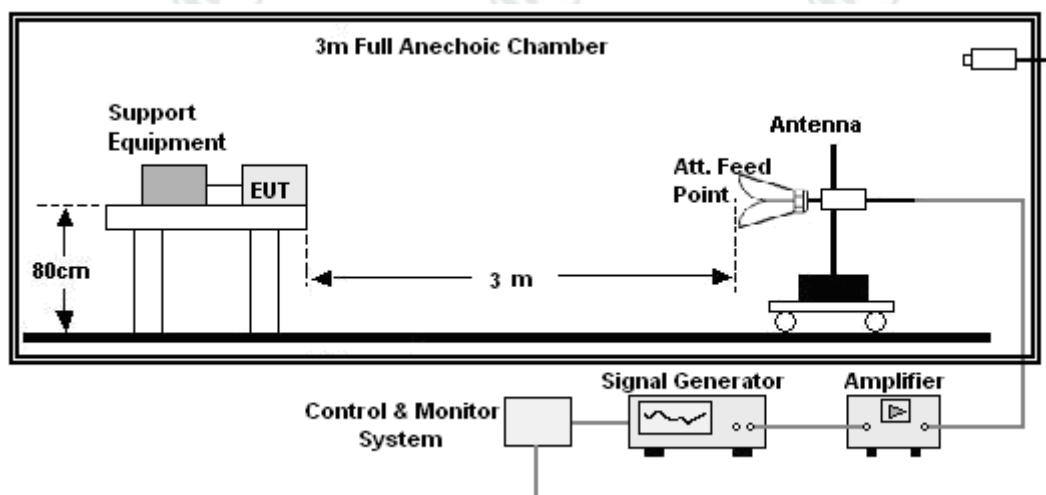 3m Full Anechoic Chamber
Support
Equipment
Antenna
Att. Feed
Point
EUT
80cm
3 m
Signal Generator
Amplifier
Control & Monitor
System